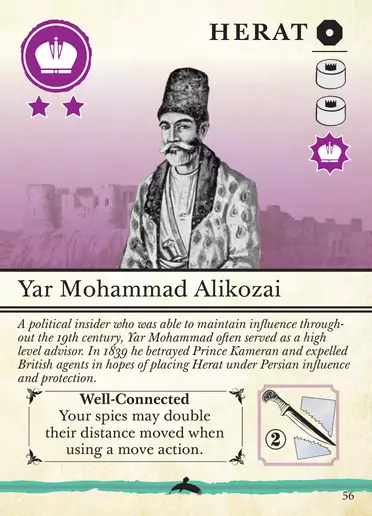 HERAT
Yar Mohammad Alikozai
A political insider who was able to maintain influence through-
out the 19th century, Yar Mohammad often served as a high
level advisor. In 1839 he betrayed Prince Kameran and expelled
British agents in hopes of placing Herat under Persian influence
and protection.
Well-Connected
Your spies may double
their distance moved when
using a move action.
2
56